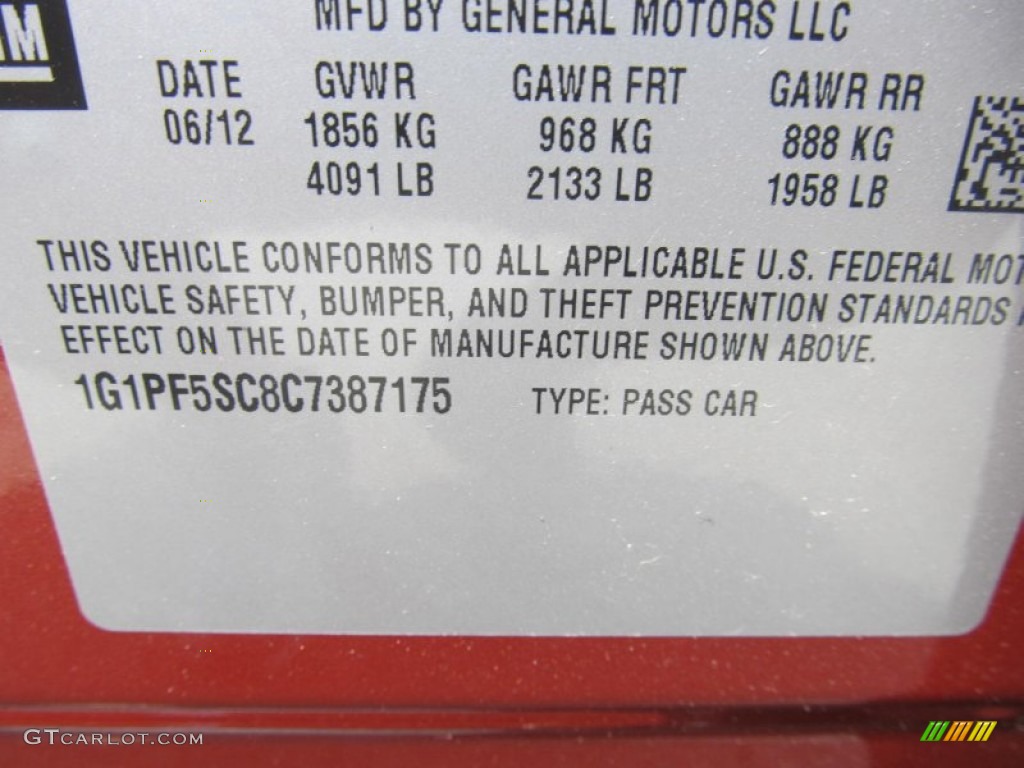 GM
MFD BY GENERAL MOTORS LLC
DATE GVWR GAWR FRT GAWR RR
06/12 1856 KG 968 KG 888 KG
4091 LB 2133 LB 1958 LB
THIS VEHICLE CONFORMS TO ALL APPLICABLE U.S. FEDERAL MOT
VEHICLE SAFETY, BUMPER, AND THEFT PREVENTION STANDARDS
EFFECT ON THE DATE OF MANUFACTURE SHOWN ABOVE.
1G1PF5SC8C7387175 TYPE: PASS CAR
GTCARLOT.COM